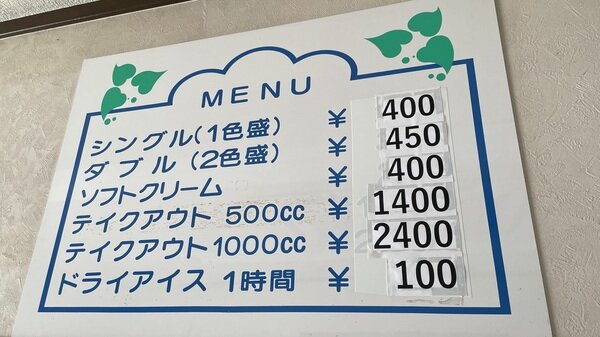 MENU
シングル(1色盛) ¥ 400
ダブル (2色盛) ¥ 450
ソフトクリーム ¥ 400
テイクアウト 500cc ¥ 1400
テイクアウト 1000cc ¥ 2400
ドライアイス 1時間 ¥ 100